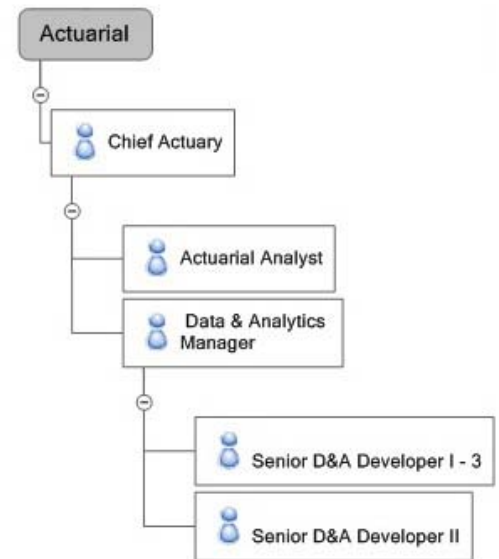 Actuarial
Chief Actuary
Actuarial Analyst
Data & Analytics
Manager
Senior D&A Developer I - 3
Senior D&A Developer II